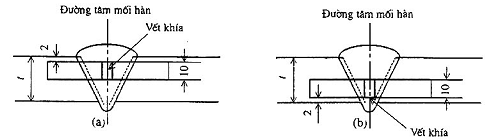 Đường tâm mối hàn
Vết khía
2
t
10
(a)
Đường tâm mối hàn
t
10
2
(b)
Vết khía